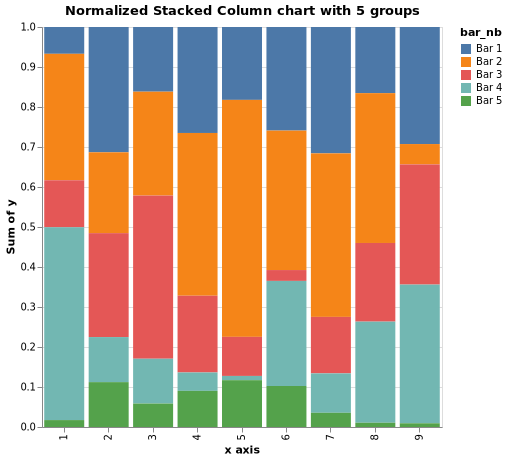 Normalized Stacked Column chart with 5 groups
bar_nb
Bar 1
Bar 2
Bar 3
Bar 4
Bar 5
Sum of y
1.0
0.9
0.8
0.7
0.6
0.5
0.4
0.3
0.2
0.1
0.0
1 2 3 4 5 6 7 8 9
x axis